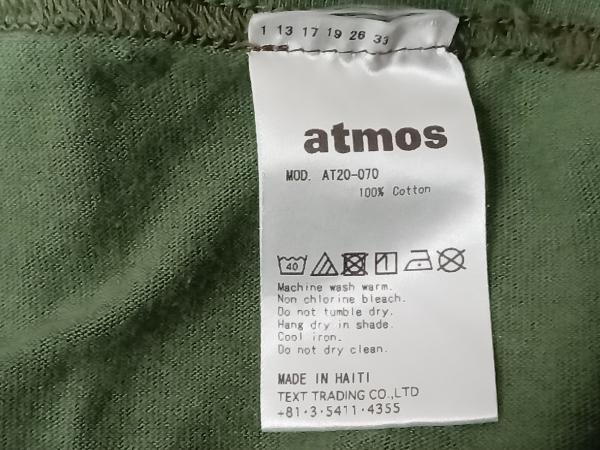 1 13 17 19 26 33
atmos
MOD. AT20-070
100% Cotton
40
Machine wash warm.
Non chlorine bleach.
Do not tumble dry.
Hang dry in shade.
Cool iron.
Do not dry clean.
MADE IN HAITI
TEXT TRADING CO.,LTD
+81·3·5411·4355